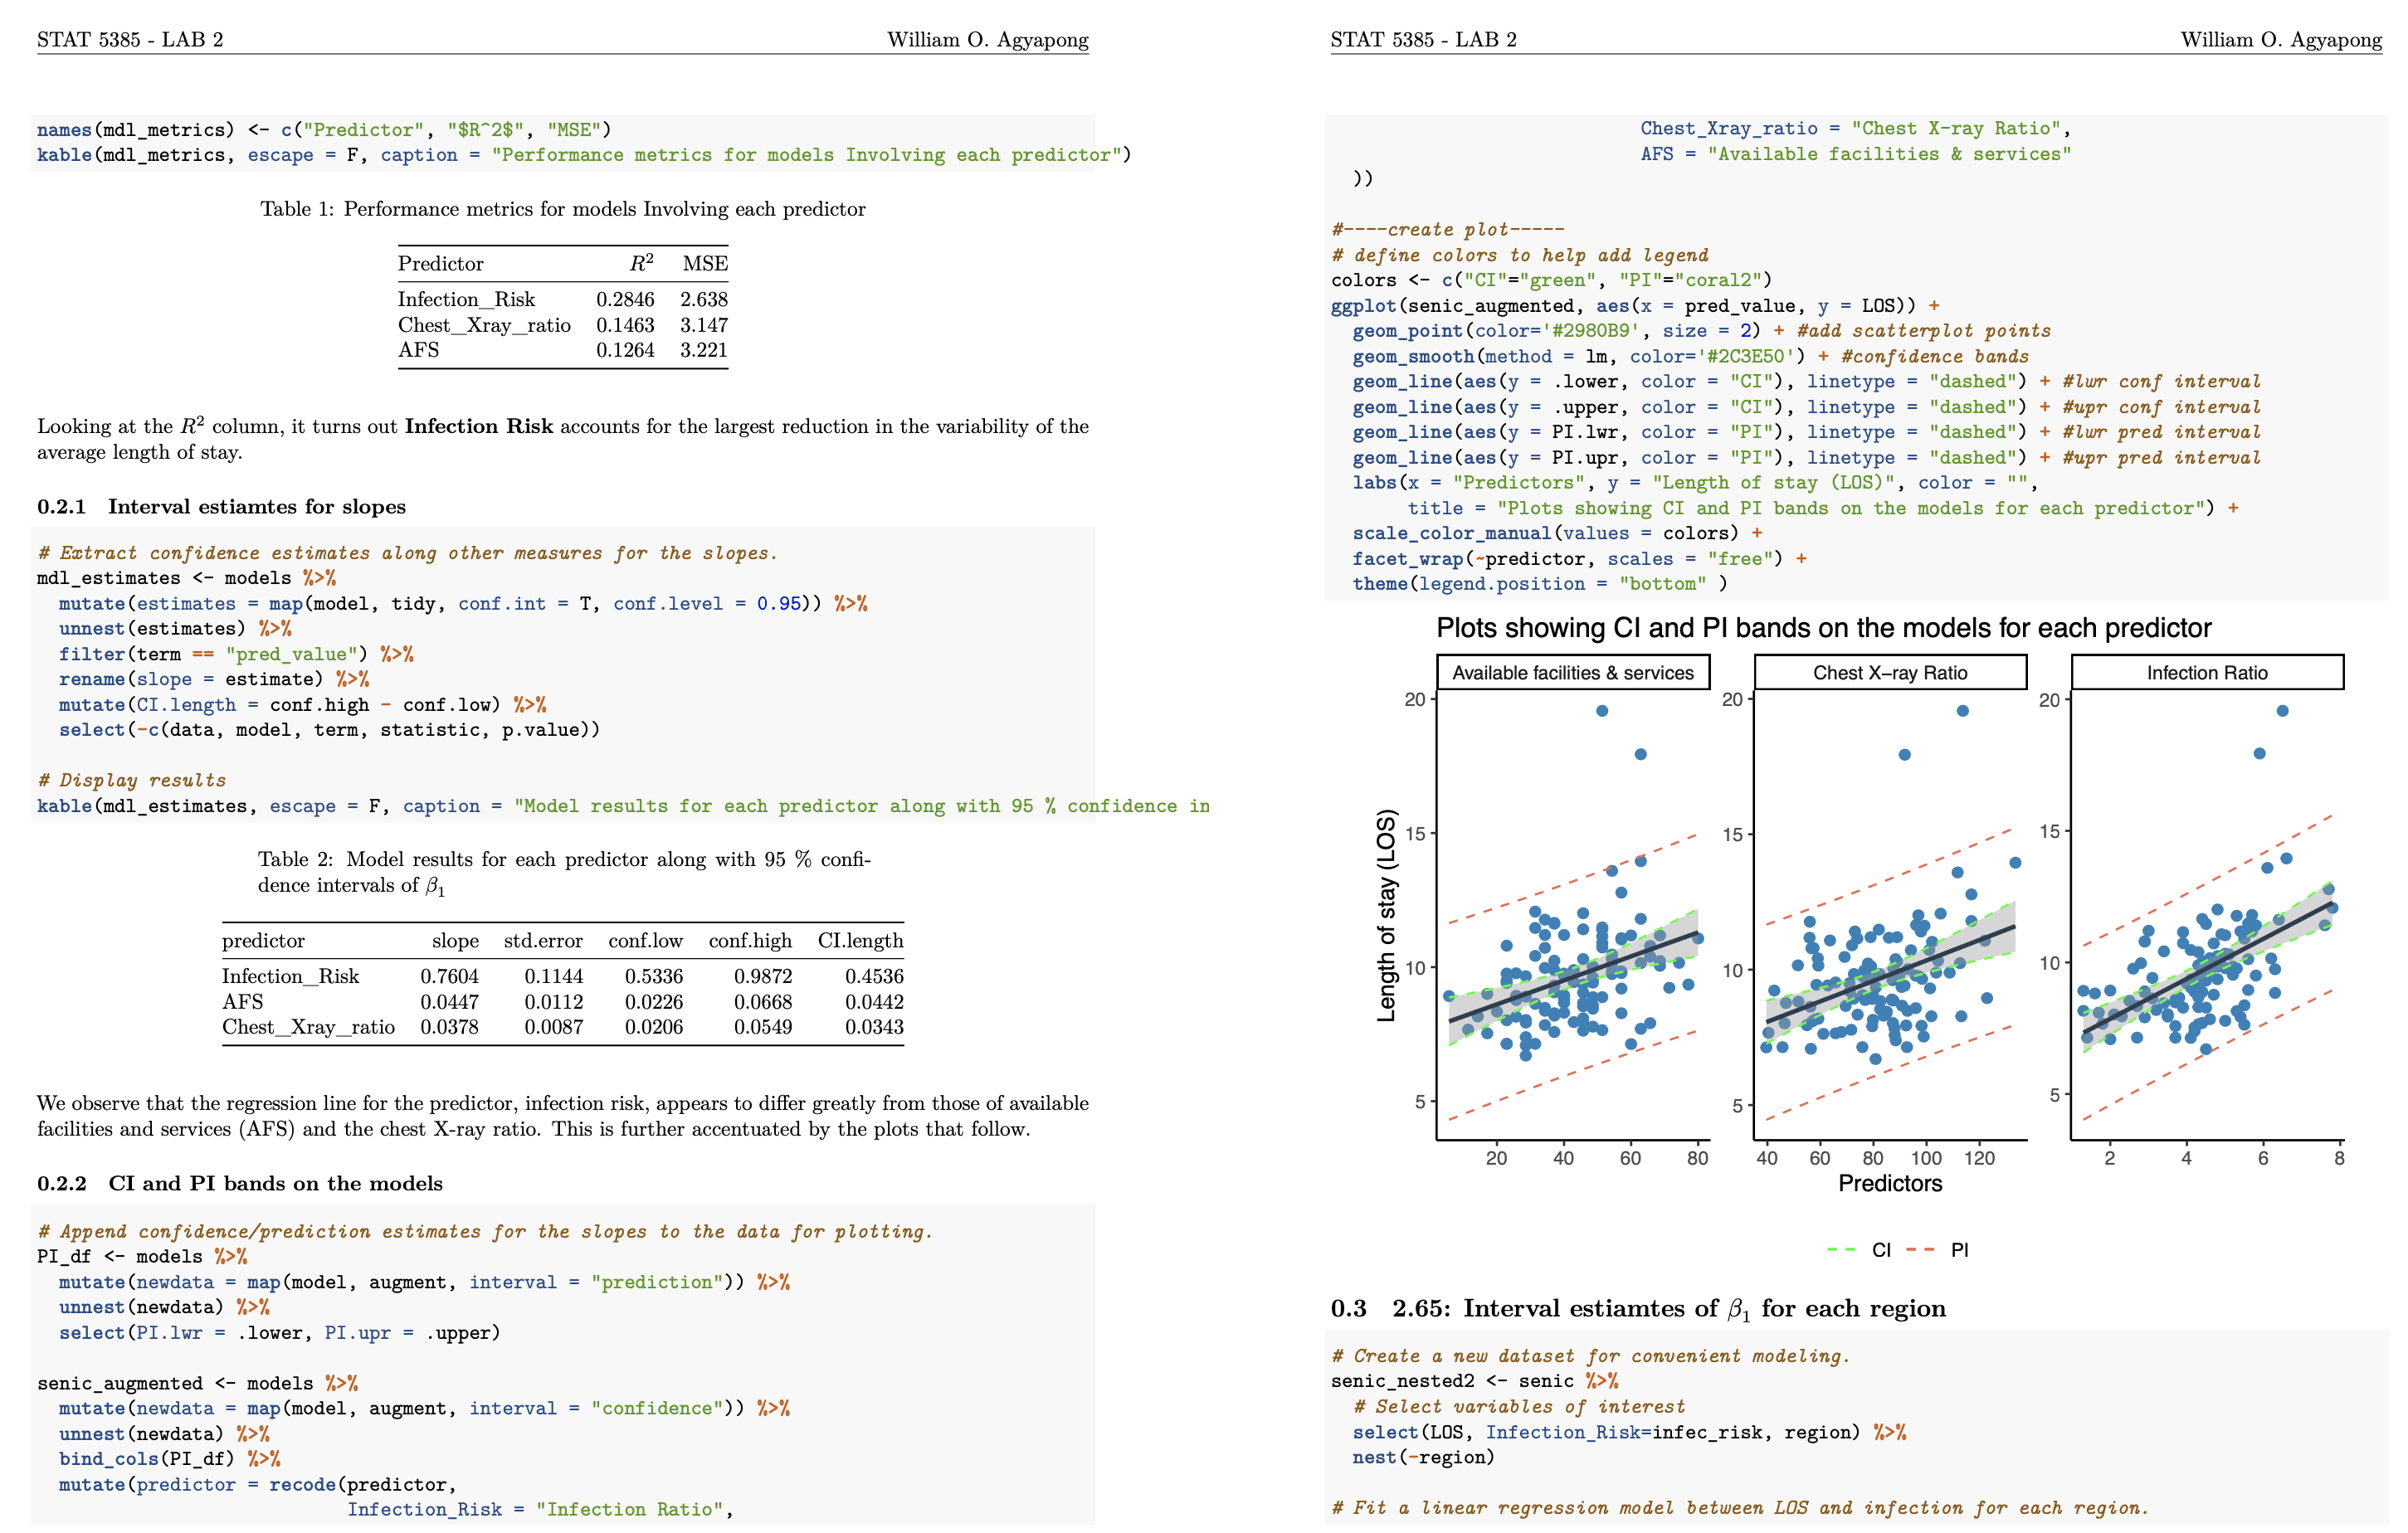 STAT 5385 - LAB 2 William O. Agyapong
names(mdl_metrics) <- c("Predictor", "$R^2$", "MSE")
kable(mdl_metrics, escape = F, caption = "Performance metrics for models Involving each predictor")
Table 1: Performance metrics for models Involving each predictor
Predictor R² MSE
Infection_Risk 0.2846 2.638
Chest_Xray_ratio 0.1463 3.147
AFS 0.1264 3.221
Looking at the R² column, it turns out Infection Risk accounts for the largest reduction in the variability of the
average length of stay.
0.2.1 Interval estiamtes for slopes
# Extract confidence estimates along other measures for the slopes.
mdl_estimates <- models %>%
mutate(estimates = map(model, tidy, conf.int = T, conf.level = 0.95)) %>%
unnest(estimates) %>%
filter(term == "pred_value") %>%
rename(slope = estimate) %>%
mutate(CI.length = conf.high - conf.low) %>%
select(-c(data, model, term, statistic, p.value))
# Display results
kable(mdl_estimates, escape = F, caption = "Model results for each predictor along with 95 % confidence in
Table 2: Model results for each predictor along with 95 % confi-
dence intervals of β₁
predictor slope std.error conf.low conf.high CI.length
Infection_Risk 0.7604 0.1144 0.5336 0.9872 0.4536
AFS 0.0447 0.0112 0.0226 0.0668 0.0442
Chest_Xray_ratio 0.0378 0.0087 0.0206 0.0549 0.0343
We observe that the regression line for the predictor, infection risk, appears to differ greatly from those of available
facilities and services (AFS) and the chest X-ray ratio. This is further accentuated by the plots that follow.
0.2.2 CI and PI bands on the models
# Append confidence/prediction estimates for the slopes to the data for plotting.
PI_df <- models %>%
mutate(newdata = map(model, augment, interval = "prediction")) %>%
unnest(newdata) %>%
select(PI.lwr = .lower, PI.upr = .upper)
senic_augmented <- models %>%
mutate(newdata = map(model, augment, interval = "confidence")) %>%
unnest(newdata) %>%
bind_cols(PI_df) %>%
mutate(predictor = recode(predictor,
Infection_Risk = "Infection Ratio",
STAT 5385 - LAB 2 William O. Agyapong
Chest_Xray_ratio = "Chest X-ray Ratio",
AFS = "Available facilities & services"
))
#----create plot-----
# define colors to help add legend
colors <- c("CI"="green", "PI"="coral2")
ggplot(senic_augmented, aes(x = pred_value, y = LOS)) +
geom_point(color='#2980B9', size = 2) + #add scatterplot points
geom_smooth(method = lm, color='#2C3E50') + #confidence bands
geom_line(aes(y = .lower, color = "CI"), linetype = "dashed") + #lwr conf interval
geom_line(aes(y = .upper, color = "CI"), linetype = "dashed") + #upr conf interval
geom_line(aes(y = PI.lwr, color = "PI"), linetype = "dashed") + #lwr pred interval
geom_line(aes(y = PI.upr, color = "PI"), linetype = "dashed") + #upr pred interval
labs(x = "Predictors", y = "Length of stay (LOS)", color = "",
title = "Plots showing CI and PI bands on the models for each predictor") +
scale_color_manual(values = colors) +
facet_wrap(~predictor, scales = "free") +
theme(legend.position = "bottom" )
Plots showing CI and PI bands on the models for each predictor
Available facilities & services Chest X−ray Ratio Infection Ratio
20 20 20
15 15 15
10 10 10
5 5 5
Length of stay (LOS)
20 40 60 80 40 60 80 100 120 2 4 6 8
Predictors
CI PI
0.3 2.65: Interval estiamtes of β₁ for each region
# Create a new dataset for convenient modeling.
senic_nested2 <- senic %>%
# Select variables of interest
select(LOS, Infection_Risk=infec_risk, region) %>%
nest(-region)
# Fit a linear regression model between LOS and infection for each region.